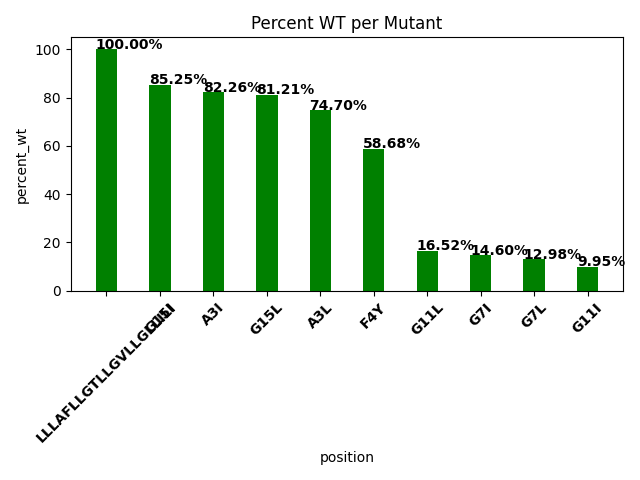 Percent WT per Mutant
percent_wt
100
80
60
40
20
0
100.00%
85.25%
82.26%
81.21%
74.70%
58.68%
16.52%
14.60%
12.98%
9.95%
G15I
A3I
G15L
A3L
F4Y
G11L
G7I
G7L
G11I
position